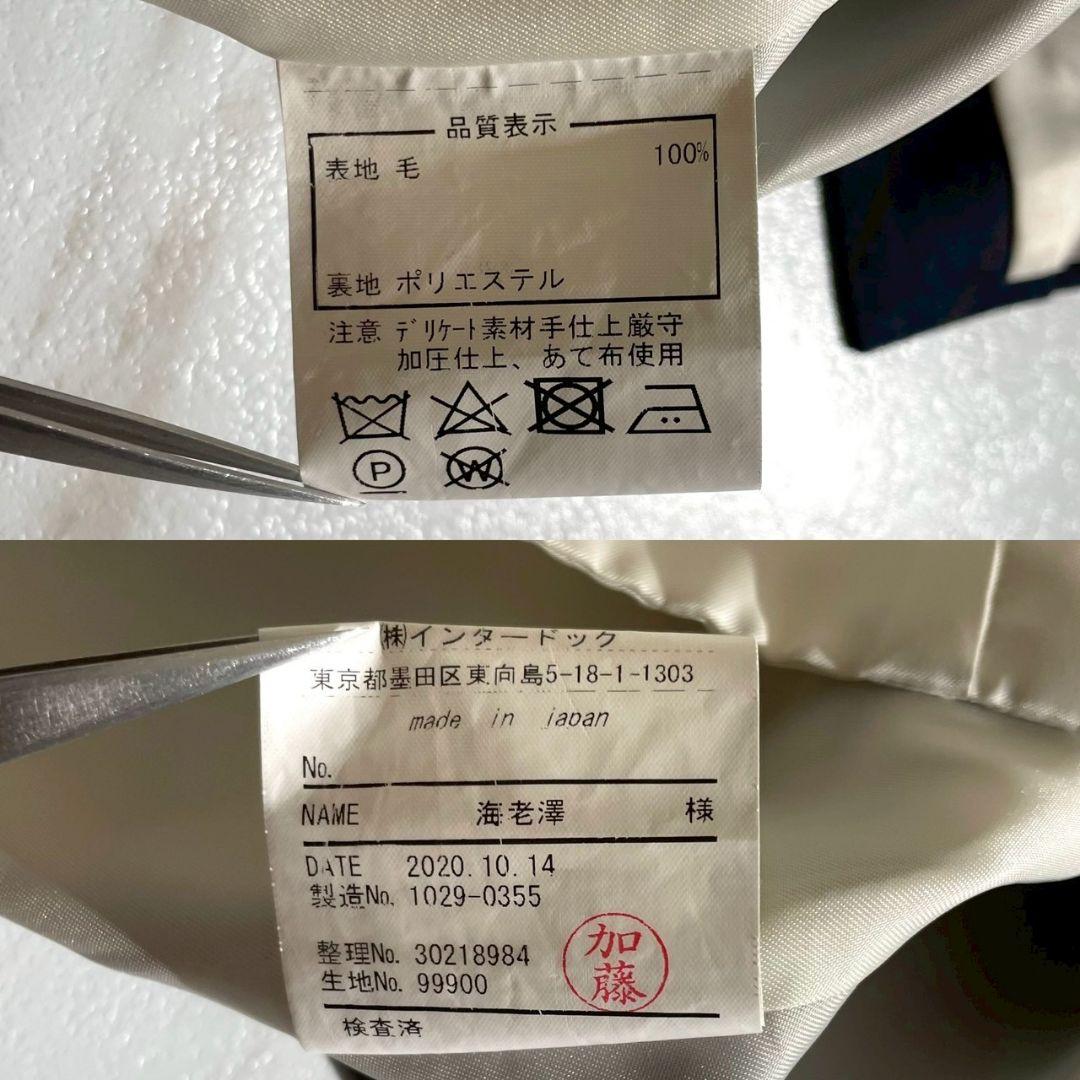 品質表示
表地 毛 100%
裏地 ポリエステル
注意 ﾃﾞﾘｹｰﾄ素材手仕上厳守
加圧仕上、あて布使用
P
W
㈱インタードック
東京都墨田区東向島5-18-1-1303
made in japan
No.
NAME 海老澤 様
DATE 2020.10.14
製造No. 1029-0355
整理No. 30218984
生地No. 99900
加藤
検査済